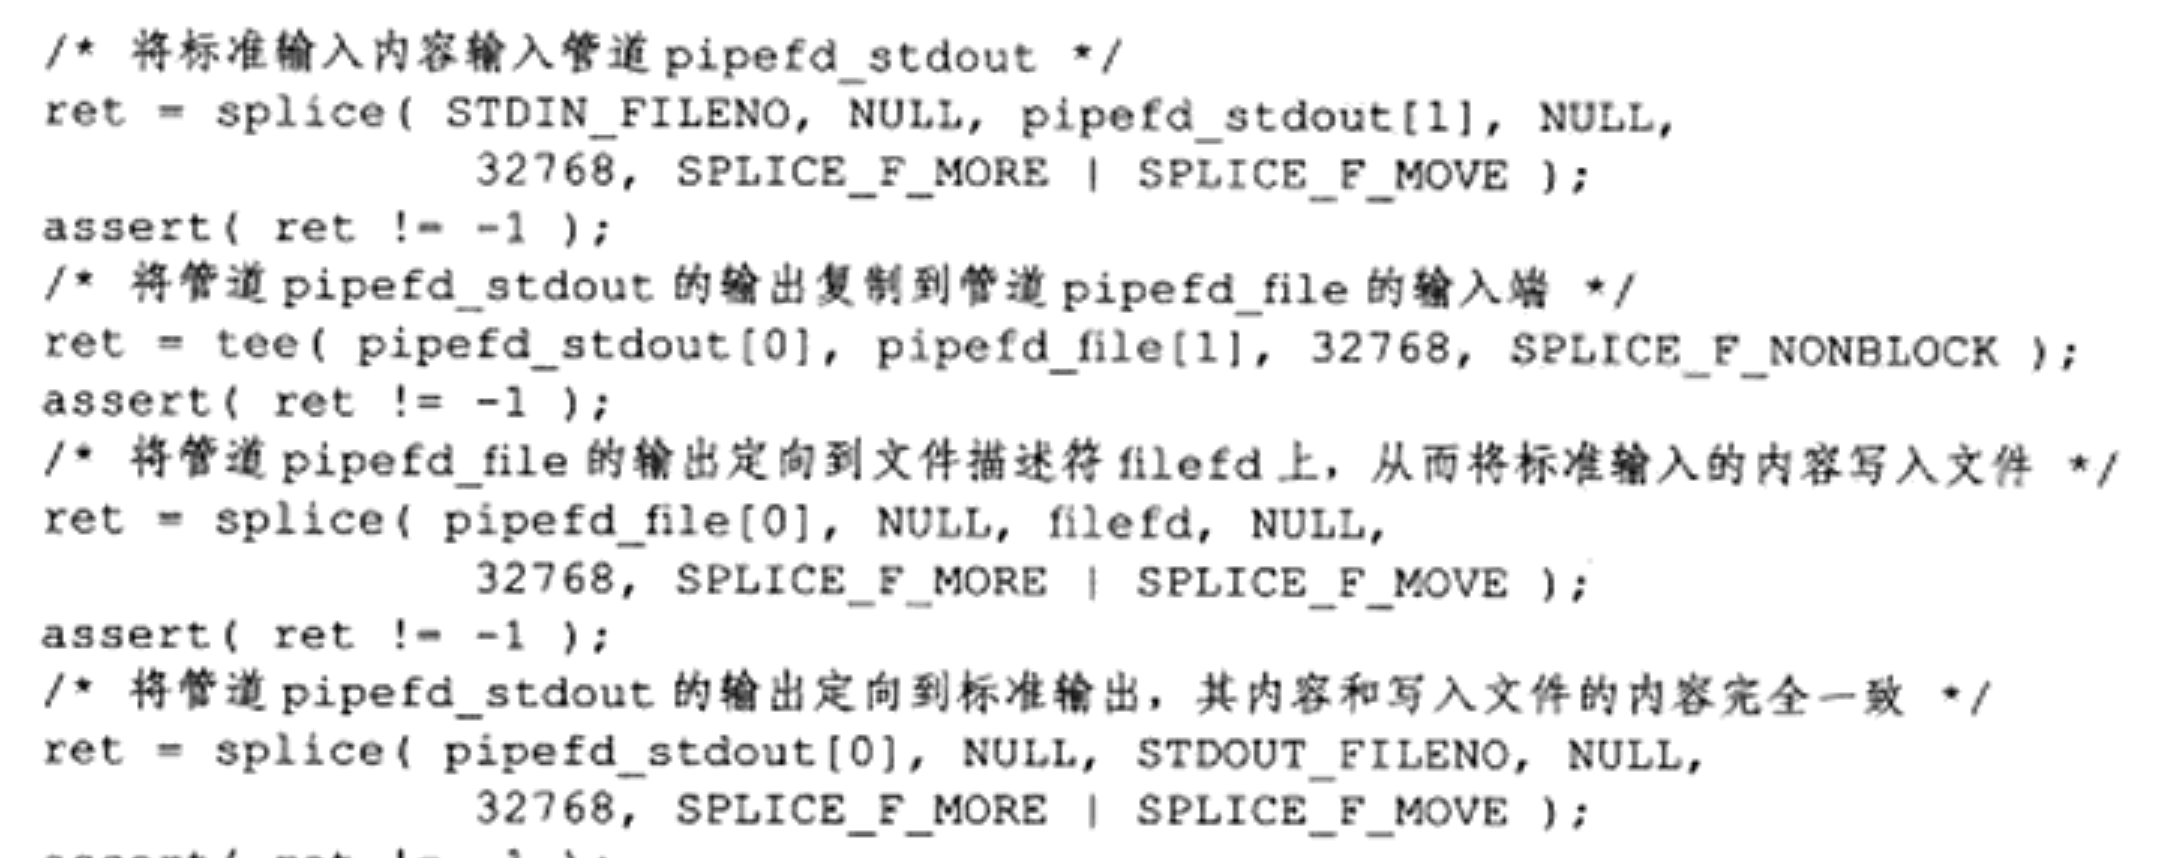 /* 将标准输入内容输入管道 pipefd_stdout */
ret = splice( STDIN_FILENO, NULL, pipefd_stdout[1], NULL,
32768, SPLICE_F_MORE | SPLICE_F_MOVE );
assert( ret != -1 );
/* 将管道 pipefd_stdout 的输出复制到管道 pipefd_file 的输入端 */
ret = tee( pipefd_stdout[0], pipefd_file[1], 32768, SPLICE_F_NONBLOCK );
assert( ret != -1 );
/* 将管道 pipefd_file 的输出定向到文件描述符 filefd 上，从而将标准输入的内容写入文件 */
ret = splice( pipefd_file[0], NULL, filefd, NULL,
32768, SPLICE_F_MORE | SPLICE_F_MOVE );
assert( ret != -1 );
/* 将管道 pipefd_stdout 的输出定向到标准输出，其内容和写入文件的内容完全一致 */
ret = splice( pipefd_stdout[0], NULL, STDOUT_FILENO, NULL,
32768, SPLICE_F_MORE | SPLICE_F_MOVE );